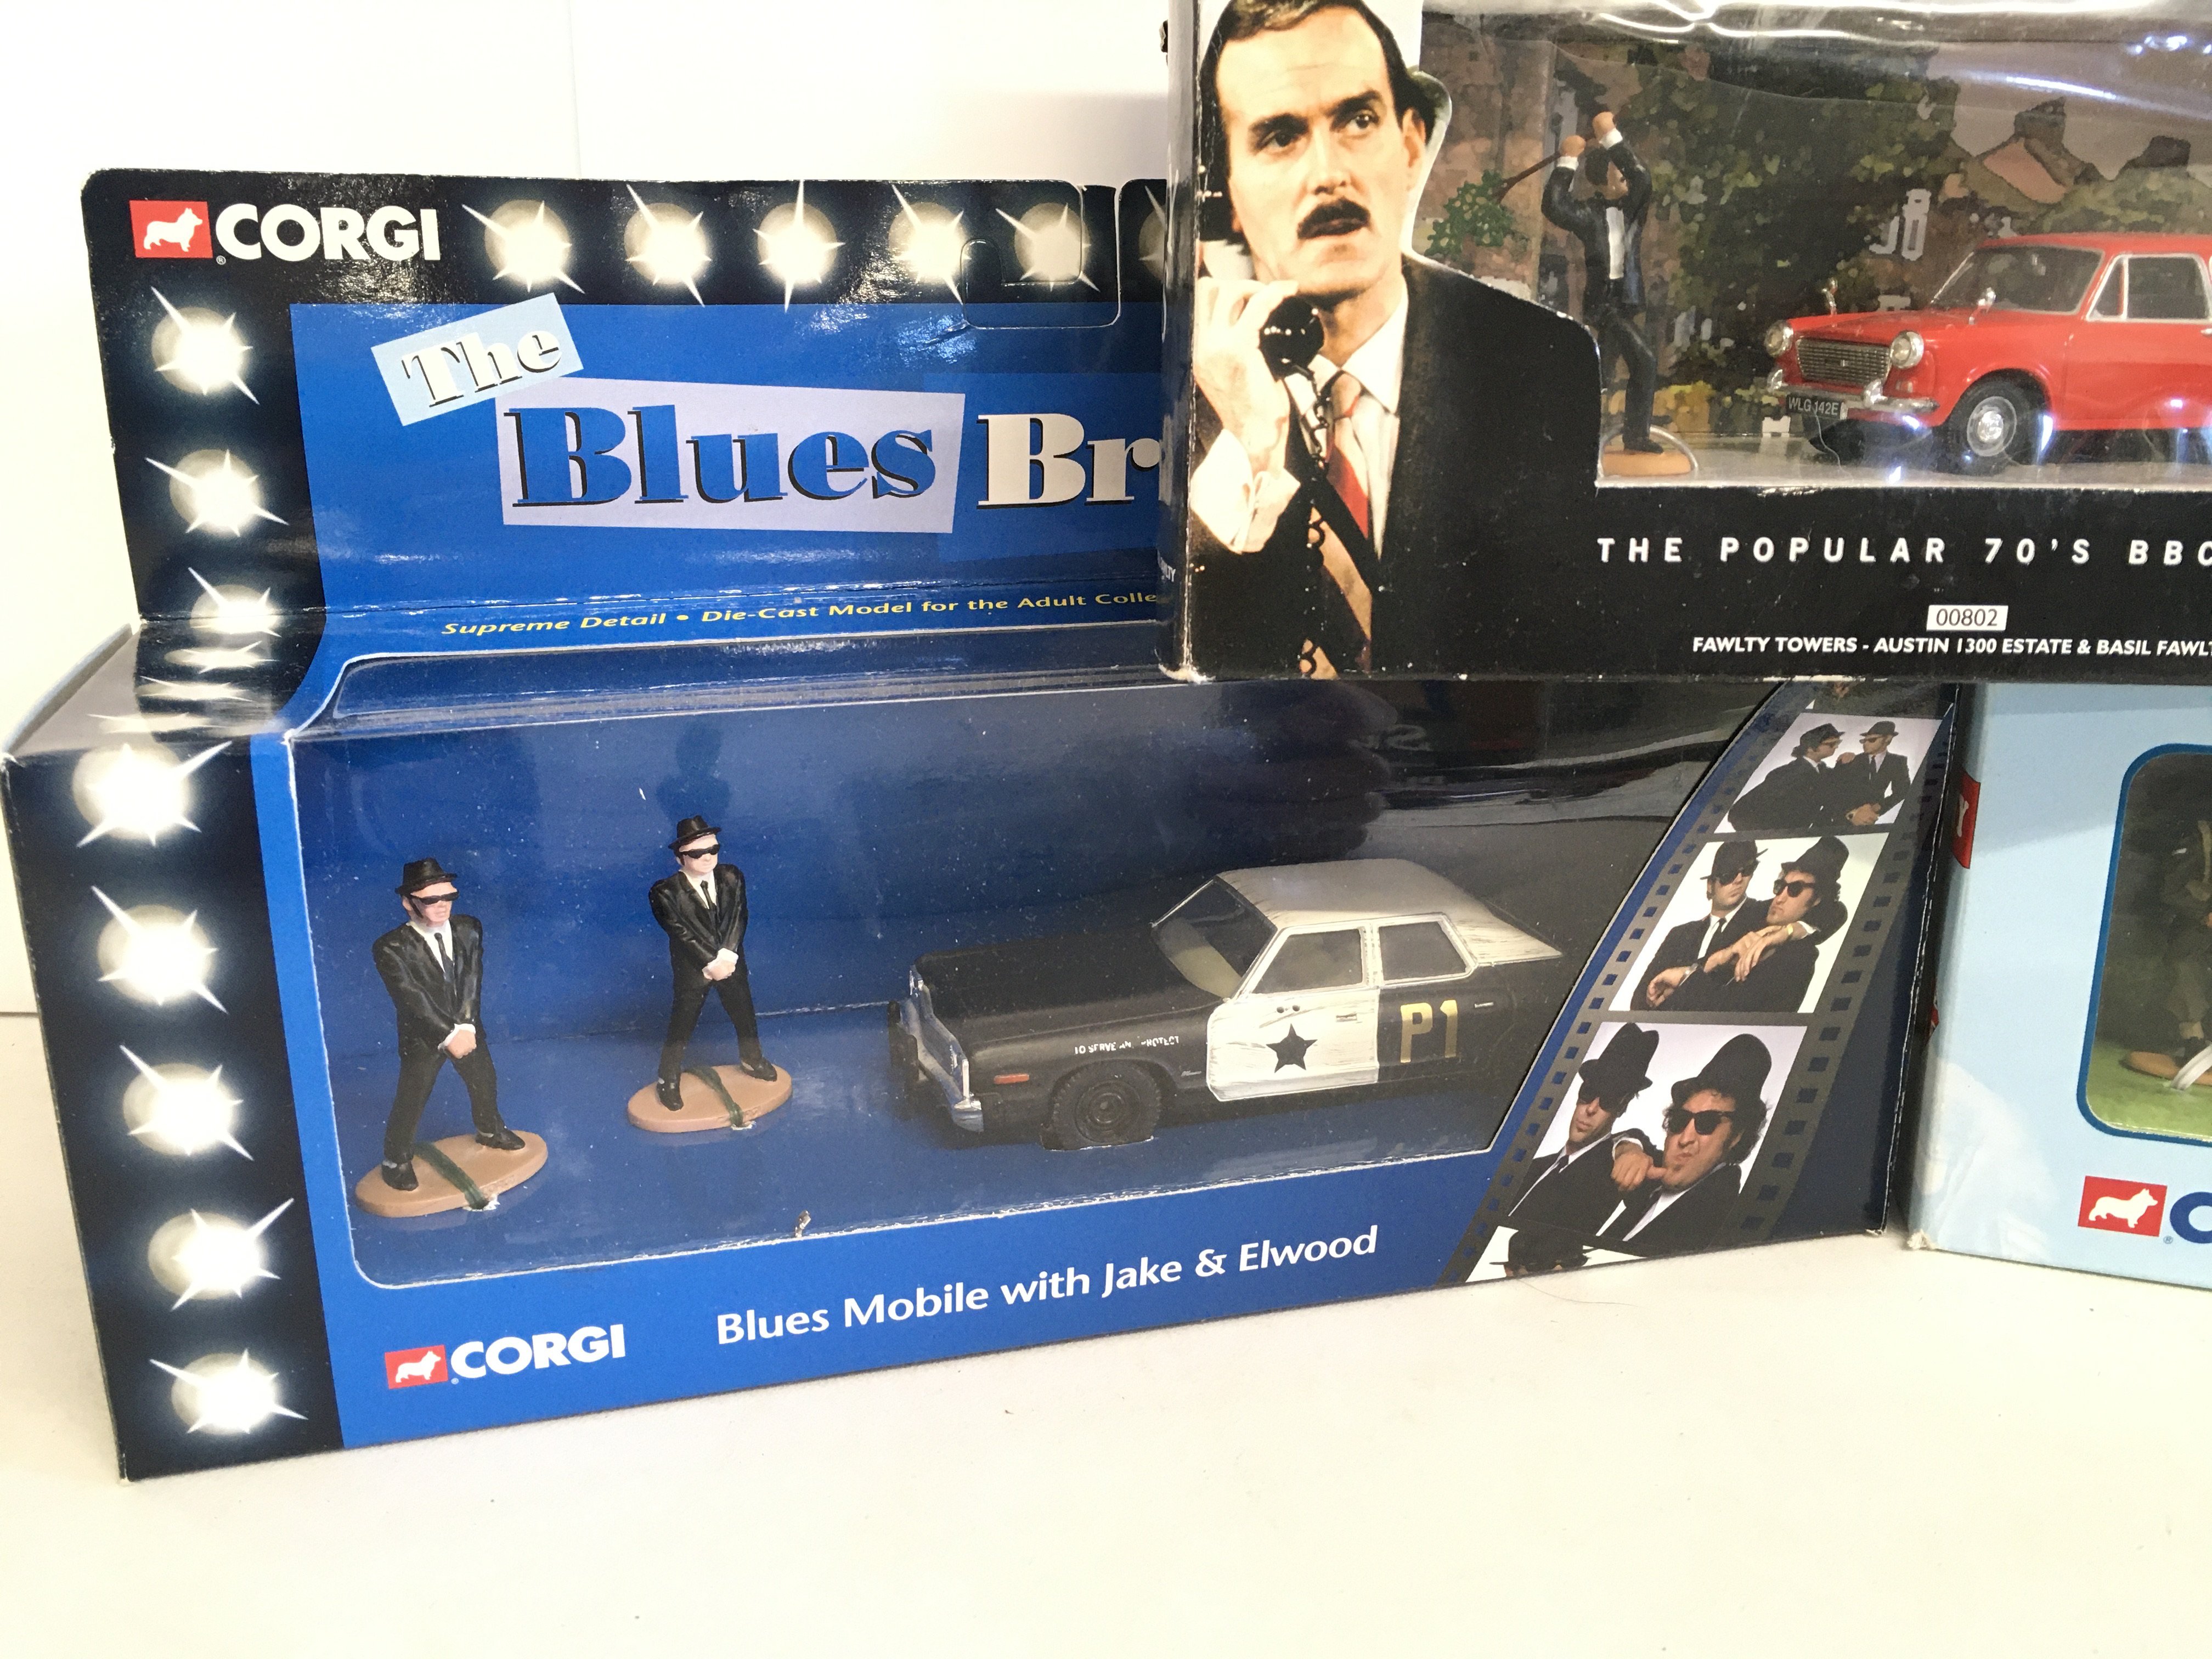 CORGI
The
Blues Br
Supreme Detail • Die-Cast Model for the Adult Colle
P1
Blues Mobile with Jake & Elwood
CORGI
WLG 142E
THE POPULAR 70'S BBC
00802
FAWLTY TOWERS - AUSTIN 1300 ESTATE & BASIL FAWLT
C